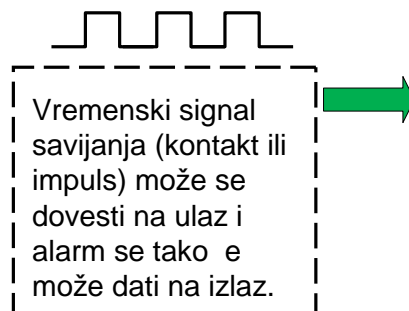 Vremenski signal
savijanja (kontakt ili
impuls) može se
dovesti na ulaz i
alarm se tako e
može dati na izlaz.